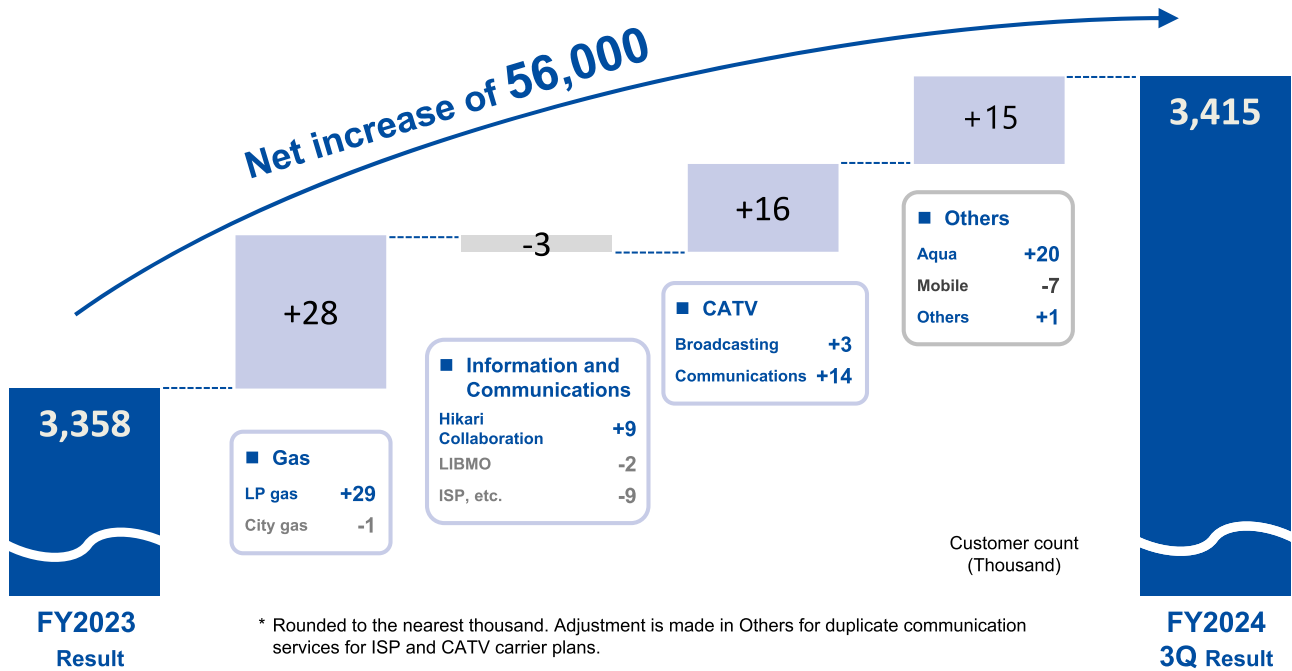 Net increase of 56,000
3,358
+28
-3
+16
+15
3,415
■ Gas
LP gas +29
City gas -1
■ Information and
Communications
Hikari
Collaboration +9
LIBMO -2
ISP, etc. -9
■ CATV
Broadcasting +3
Communications +14
■ Others
Aqua +20
Mobile -7
Others +1
Customer count
(Thousand)
FY2023
Result
FY2024
3Q Result
* Rounded to the nearest thousand. Adjustment is made in Others for duplicate communication
services for ISP and CATV carrier plans.